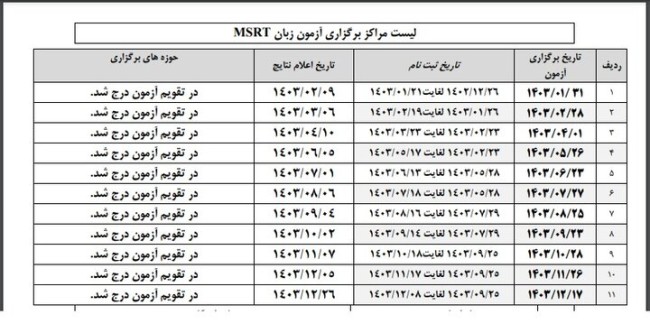 لیست مراکز برگزاری آزمون زبان MSRT
ردیف تاریخ برگزاری آزمون تاریخ ثبت نام تاریخ اعلام نتایج حوزه های برگزاری
۱ ۱۴۰۳/۰۱/۳۱ ۱۴۰۲/۱۲/۲۶ لغایت ۱۴۰۳/۰۱/۲۱ ۱۴۰۳/۰۲/۰۹ در تقویم آزمون درج شد.
۲ ۱۴۰۳/۰۲/۲۸ ۱۴۰۳/۰۱/۲۶ لغایت ۱۴۰۳/۰۲/۱۹ ۱۴۰۳/۰۳/۰۶ در تقویم آزمون درج شد.
۳ ۱۴۰۳/۰۴/۰۱ ۱۴۰۳/۰۲/۲۳ لغایت ۱۴۰۳/۰۳/۲۳ ۱۴۰۳/۰۴/۱۰ در تقویم آزمون درج شد.
۴ ۱۴۰۳/۰۵/۲۶ ۱۴۰۳/۰۲/۲۳ لغایت ۱۴۰۳/۰۵/۱۷ ۱۴۰۳/۰۶/۰۵ در تقویم آزمون درج شد.
۵ ۱۴۰۳/۰۶/۲۳ ۱۴۰۳/۰۵/۲۸ لغایت ۱۴۰۳/۰۶/۱۳ ۱۴۰۳/۰۷/۰۱ در تقویم آزمون درج شد.
۶ ۱۴۰۳/۰۷/۲۷ ۱۴۰۳/۰۵/۲۸ لغایت ۱۴۰۳/۰۷/۱۸ ۱۴۰۳/۰۸/۰۶ در تقویم آزمون درج شد.
۷ ۱۴۰۳/۰۸/۲۵ ۱۴۰۳/۰۷/۲۹ لغایت ۱۴۰۳/۰۸/۱۶ ۱۴۰۳/۰۹/۰۴ در تقویم آزمون درج شد.
۸ ۱۴۰۳/۰۹/۲۳ ۱۴۰۳/۰۷/۲۹ لغایت ۱۴۰۳/۰۹/۱۴ ۱۴۰۳/۱۰/۰۲ در تقویم آزمون درج شد.
۹ ۱۴۰۳/۱۰/۲۸ ۱۴۰۳/۰۹/۲۵ لغایت ۱۴۰۳/۱۰/۱۸ ۱۴۰۳/۱۱/۰۷ در تقویم آزمون درج شد.
۱۰ ۱۴۰۳/۱۱/۲۶ ۱۴۰۳/۰۹/۲۵ لغایت ۱۴۰۳/۱۱/۱۷ ۱۴۰۳/۱۲/۰۵ در تقویم آزمون درج شد.
۱۱ ۱۴۰۳/۱۲/۱۷ ۱۴۰۳/۰۹/۲۵ لغایت ۱۴۰۳/۱۲/۰۸ ۱۴۰۳/۱۲/۲۶ در تقویم آزمون درج شد.